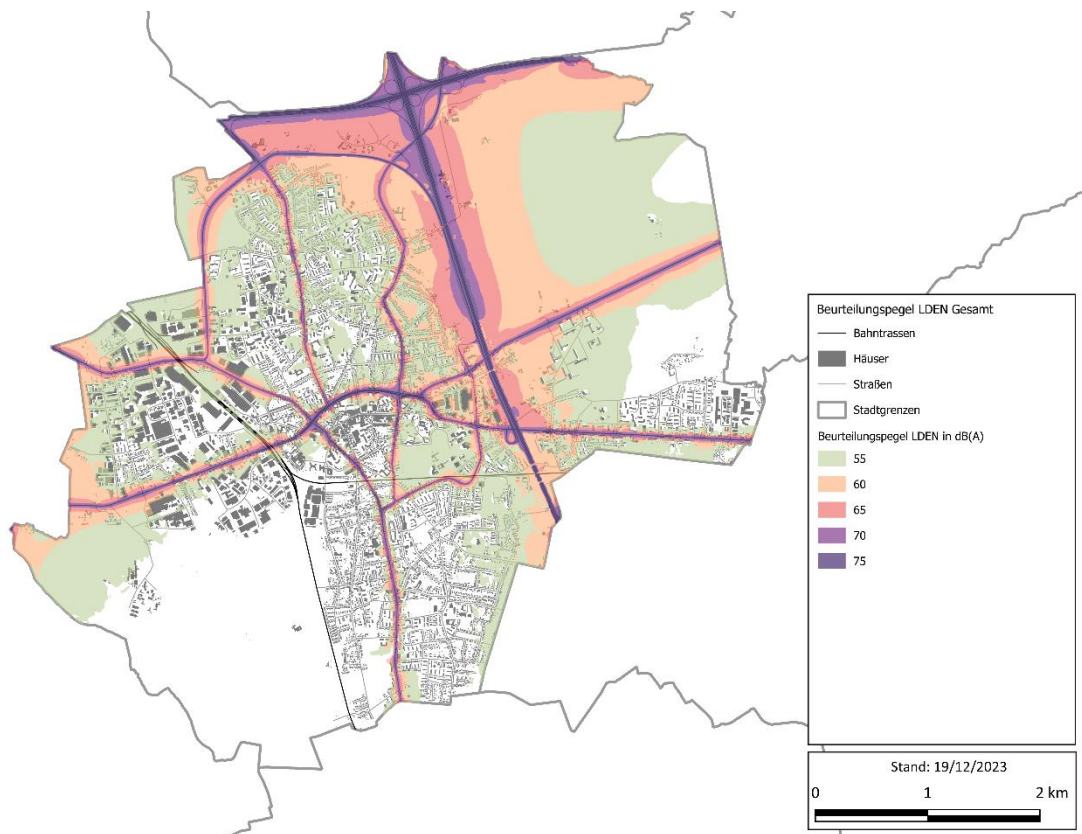 Beurteilungspegel LDEN Gesamt
Bahntrassen
Häuser
Straßen
Stadtgrenzen
Beurteilungspegel LDEN in dB(A)
55
60
65
70
75
Stand: 19/12/2023
0 1 2 km